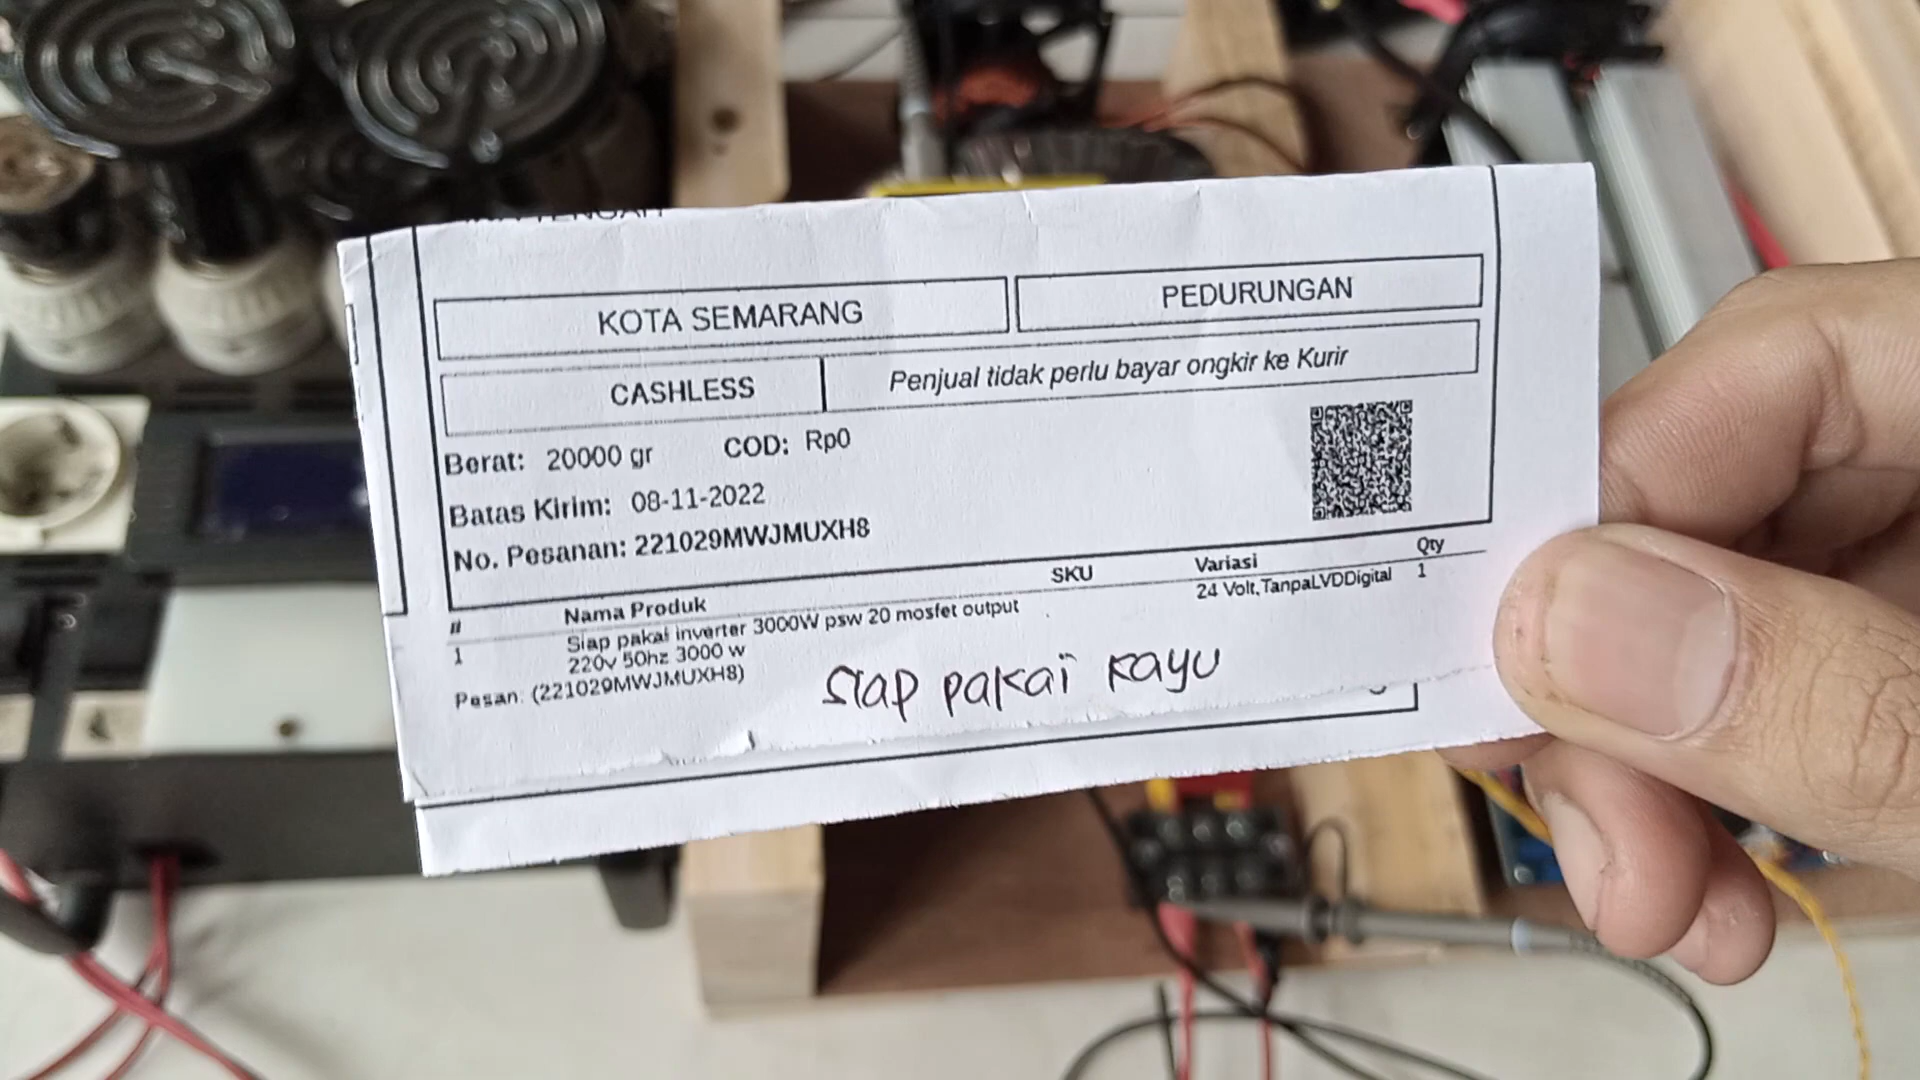 KOTA SEMARANG
PEDURUNGAN
CASHLESS
Penjual tidak perlu bayar ongkir ke Kurir
Berat: 20000 gr COD: Rp0
Batas Kirim: 08-11-2022
No. Pesanan: 221029MWJMUXH8
# Nama Produk SKU Variasi Qty
1 Siap pakai inverter 3000W psw 20 mosfet output 24 Volt,TanpaLVDDigital 1
220v 50hz 3000 w
Pesan: (221029MWJMUXH8)
Siap pakai kayu